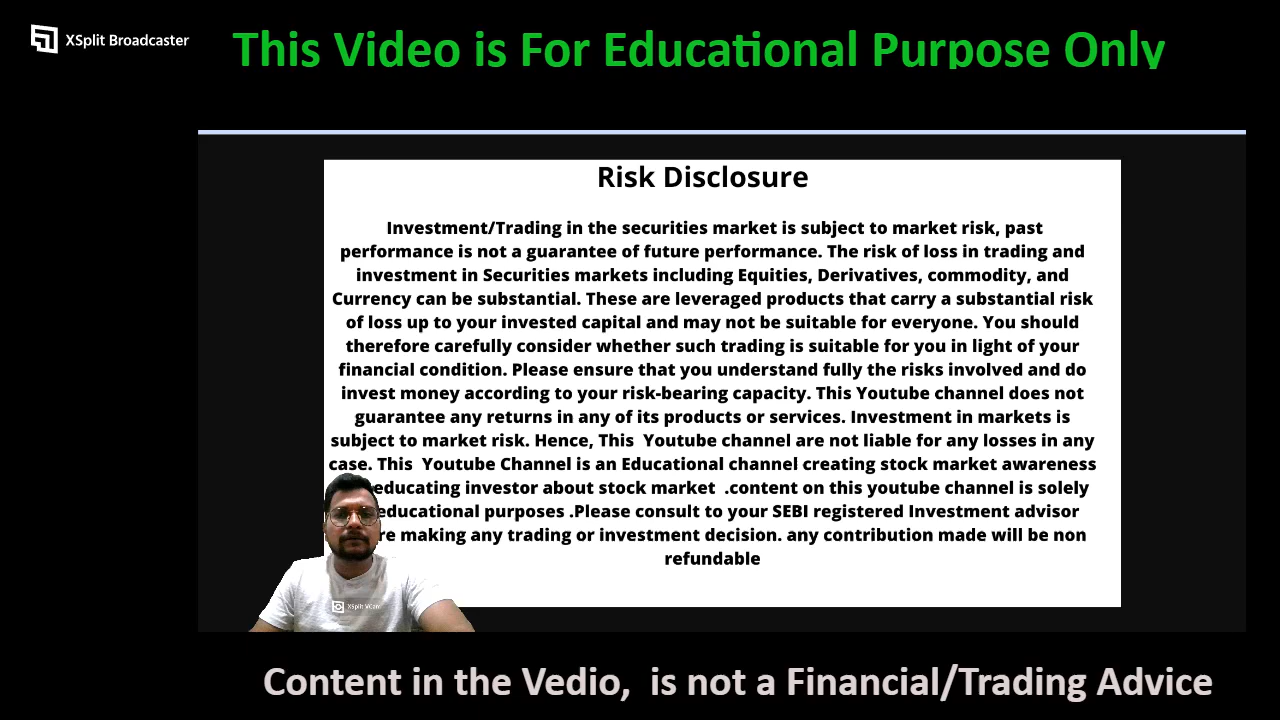 XSplit Broadcaster
This Video is For Educational Purpose Only
Risk Disclosure
Investment/Trading in the securities market is subject to market risk, past
performance is not a guarantee of future performance. The risk of loss in trading and
investment in Securities markets including Equities, Derivatives, commodity, and
Currency can be substantial. These are leveraged products that carry a substantial risk
of loss up to your invested capital and may not be suitable for everyone. You should
therefore carefully consider whether such trading is suitable for you in light of your
financial condition. Please ensure that you understand fully the risks involved and do
invest money according to your risk-bearing capacity. This Youtube channel does not
guarantee any returns in any of its products or services. Investment in markets is
subject to market risk. Hence, This  Youtube channel are not liable for any losses in any
case. This  Youtube Channel is an Educational channel creating stock market awareness
educating investor about stock market  .content on this youtube channel is solely
educational purposes .Please consult to your SEBI registered Investment advisor
re making any trading or investment decision. any contribution made will be non
refundable
XSplit VCam
Content in the Vedio,  is not a Financial/Trading Advice